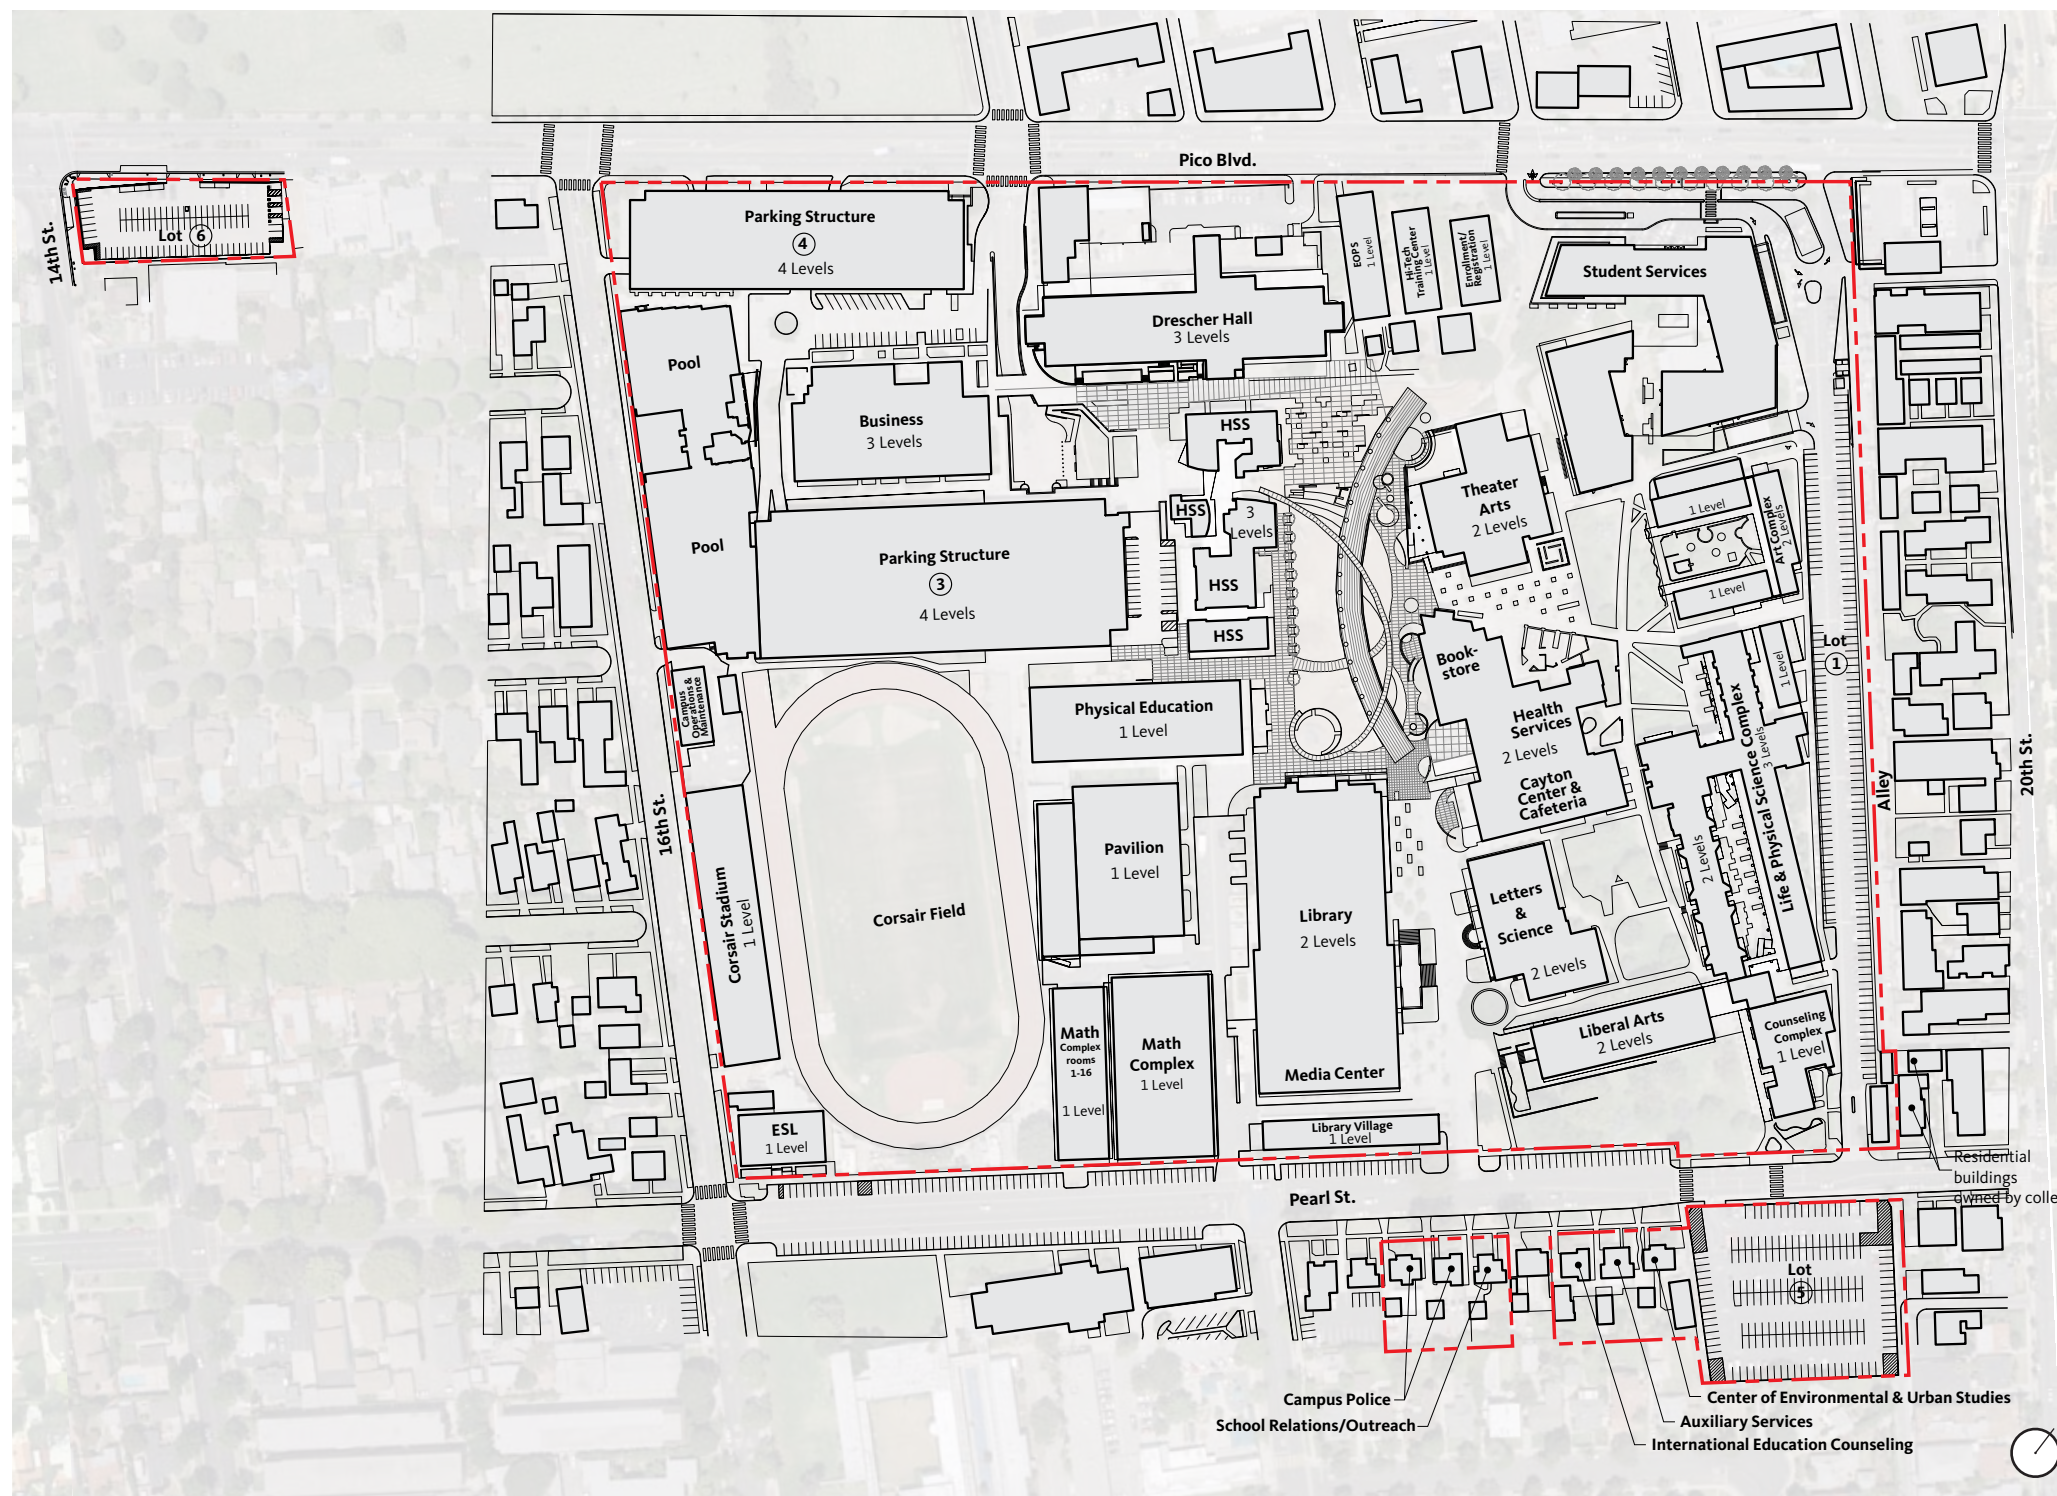 Pico Blvd.
14th St.
Lot 6
Parking Structure
4
4 Levels
EOPS
1 Level
Hi-Tech
Training Center
1 Level
Enrollment/
Registration
1 Level
Student Services
Drescher Hall
3 Levels
Pool
Business
3 Levels
HSS
Theater
Arts
2 Levels
1 Level
Art Complex
2 Levels
HSS
3
Levels
Pool
Parking Structure
3
4 Levels
HSS
1 Level
HSS
Lot
1
Book-
store
1 Level
Campus
Operations &
Maintenance
Physical Education
1 Level
Health
Services
2 Levels
Cayton
Center &
Cafeteria
Life & Physical Science Complex
3 Levels
2 Levels
Alley
20th St.
16th St.
Pavilion
1 Level
Corsair Stadium
1 Level
Corsair Field
Library
2 Levels
Letters
&
Science
2 Levels
Math
Complex
rooms
1-16
1 Level
Math
Complex
1 Level
Liberal Arts
2 Levels
Counseling
Complex
1 Level
Media Center
ESL
1 Level
Library Village
1 Level
Residential
buildings
owned by colle
Pearl St.
Lot
5
Campus Police
School Relations/Outreach
Center of Environmental & Urban Studies
Auxiliary Services
International Education Counseling